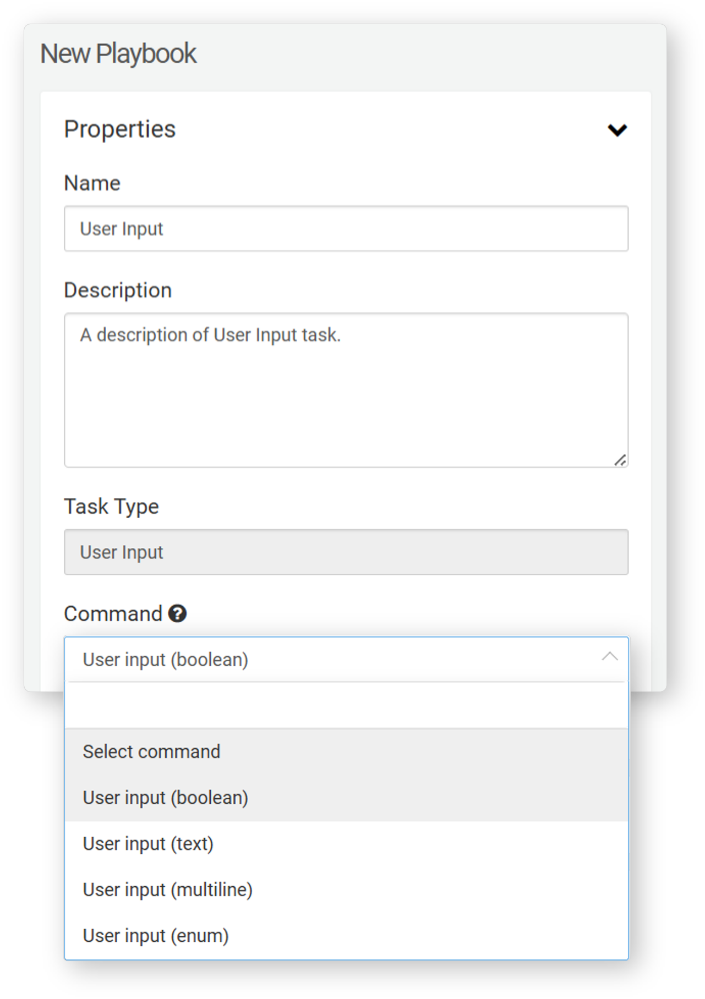 New Playbook
Properties
Name
User Input
Description
A description of User Input task.
Task Type
User Input
Command ?
User input (boolean)
Select command
User input (boolean)
User input (text)
User input (multiline)
User input (enum)